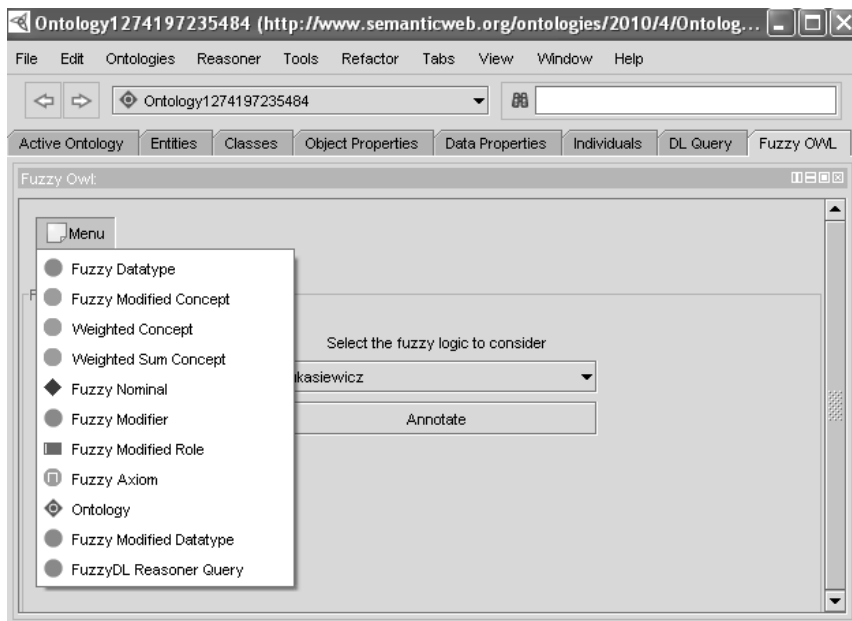 Ontology1274197235484 (http://www.semanticweb.org/ontologies/2010/4/Ontolog...
File Edit Ontologies Reasoner Tools Refactor Tabs View Window Help
Ontology1274197235484
Active Ontology Entities Classes Object Properties Data Properties Individuals DL Query Fuzzy OWL
Fuzzy Owl:
Menu
Fuzzy Datatype
Fuzzy Modified Concept
Weighted Concept
Weighted Sum Concept
Fuzzy Nominal
Fuzzy Modifier
Fuzzy Modified Role
Fuzzy Axiom
Ontology
Fuzzy Modified Datatype
FuzzyDL Reasoner Query
F
Select the fuzzy logic to consider
ukasiewicz
Annotate